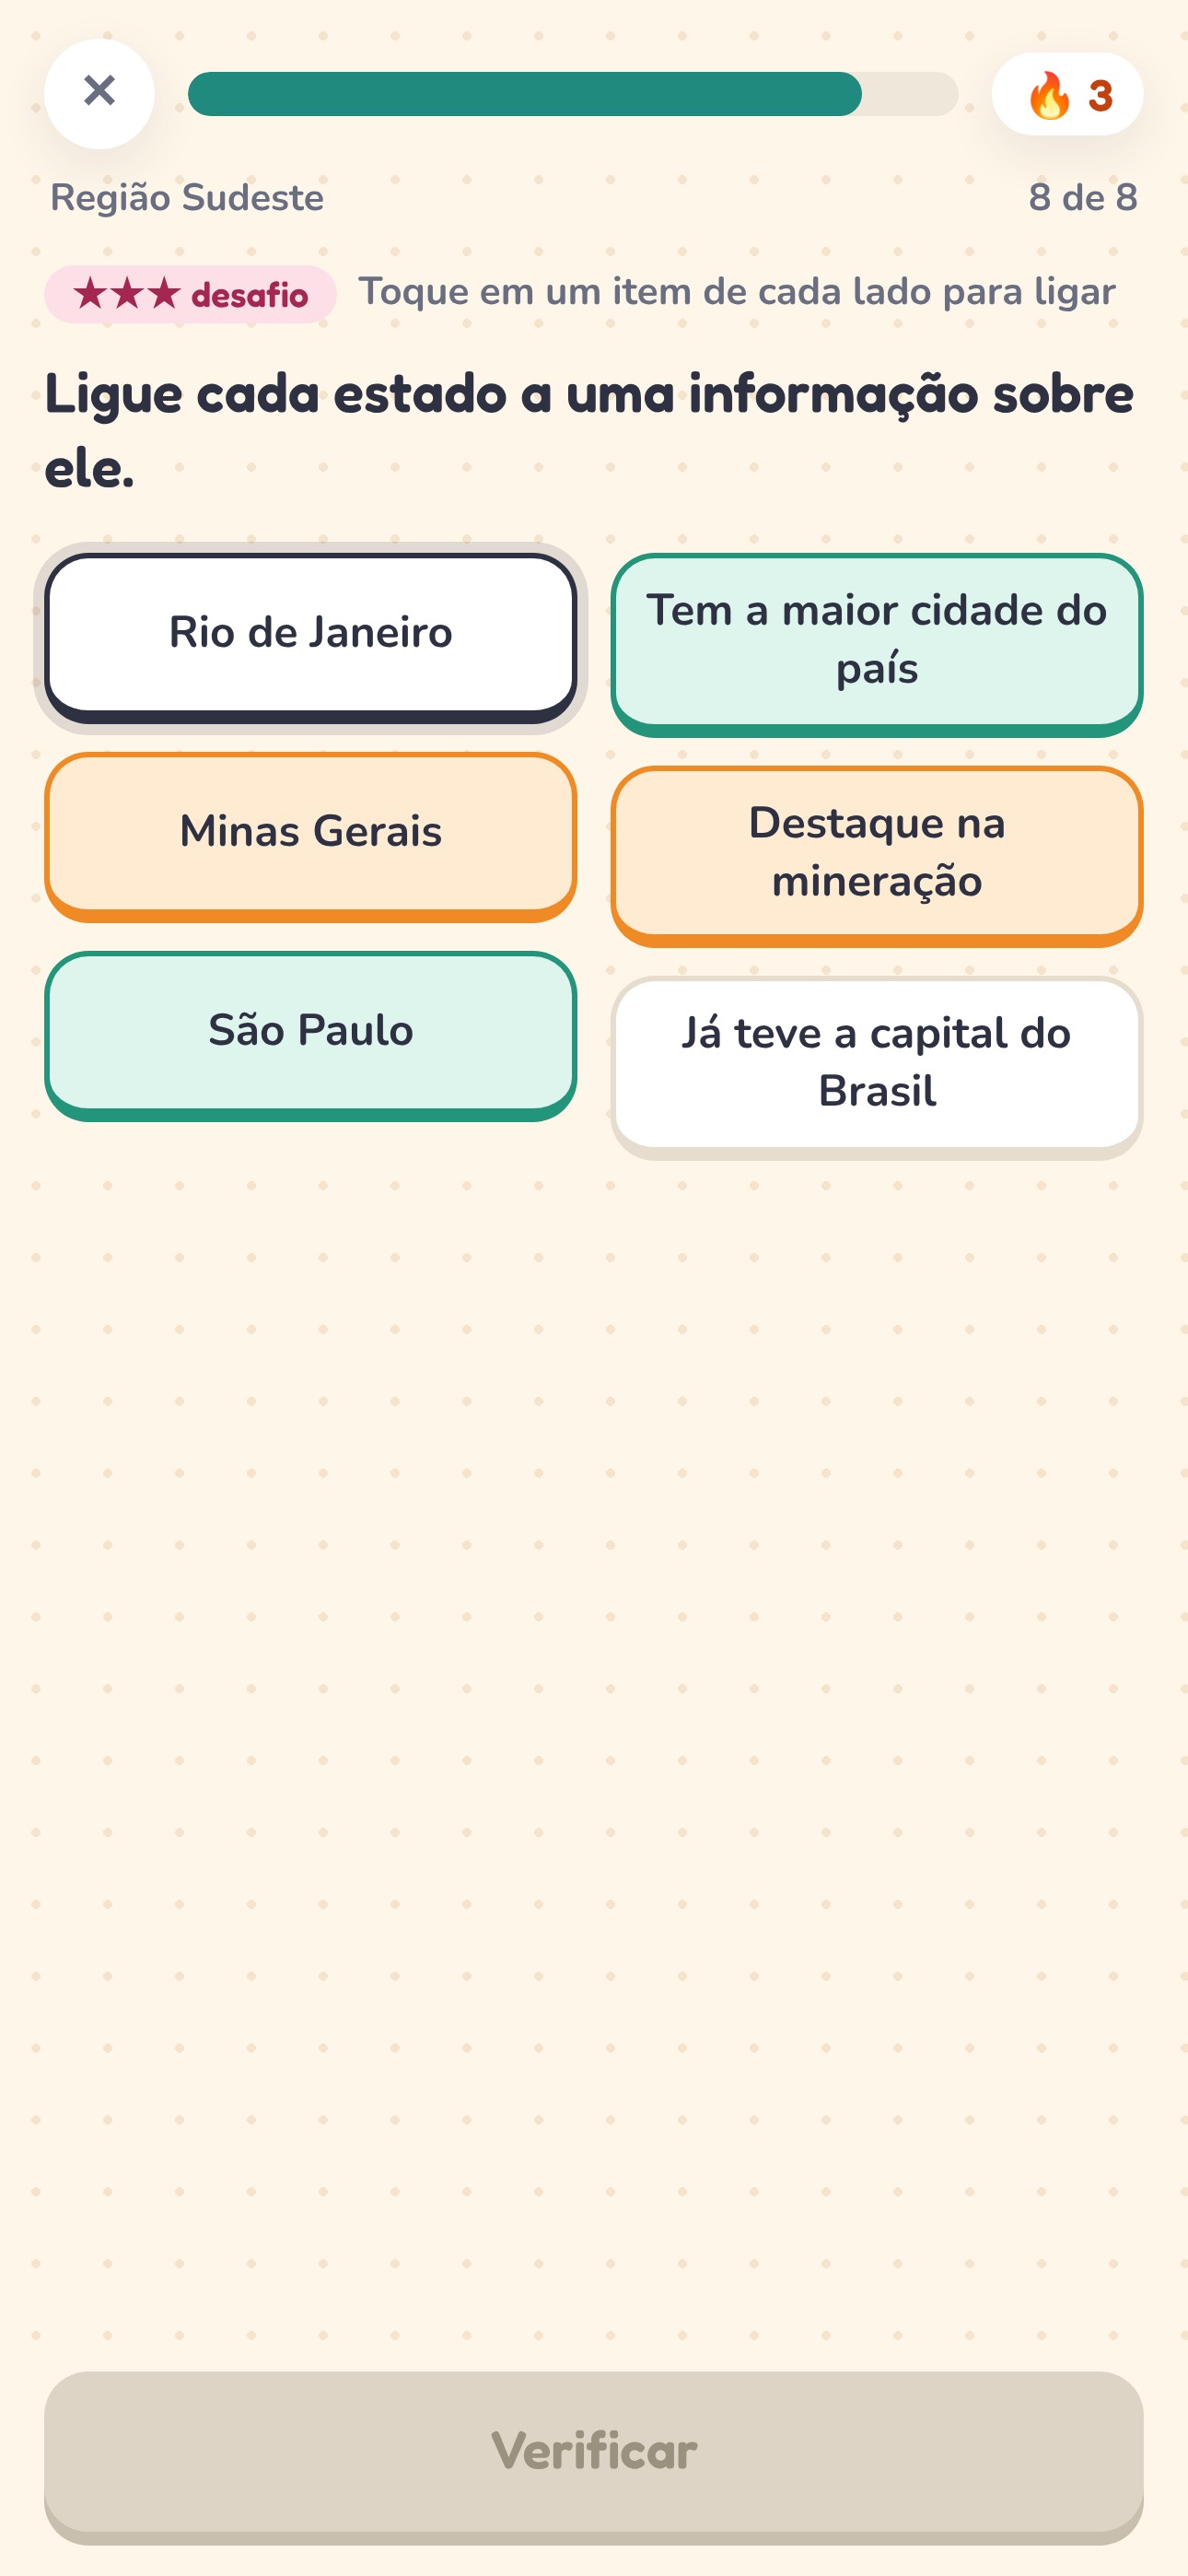 ✕
🔥 3
Região Sudeste
8 de 8
★★★ desafio
Toque em um item de cada lado para ligar
Ligue cada estado a uma informação sobre
ele.
Rio de Janeiro
Tem a maior cidade do
país
Minas Gerais
Destaque na
mineração
São Paulo
Já teve a capital do
Brasil
Verificar